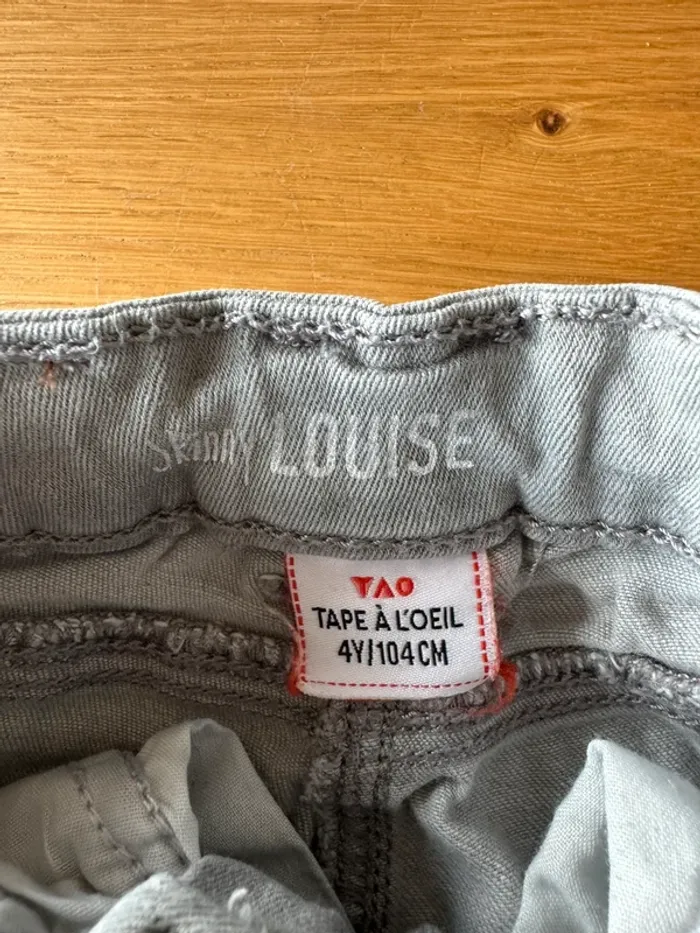 Skinny LOUISE
TAO
TAPE À L'OEIL
4Y/104CM